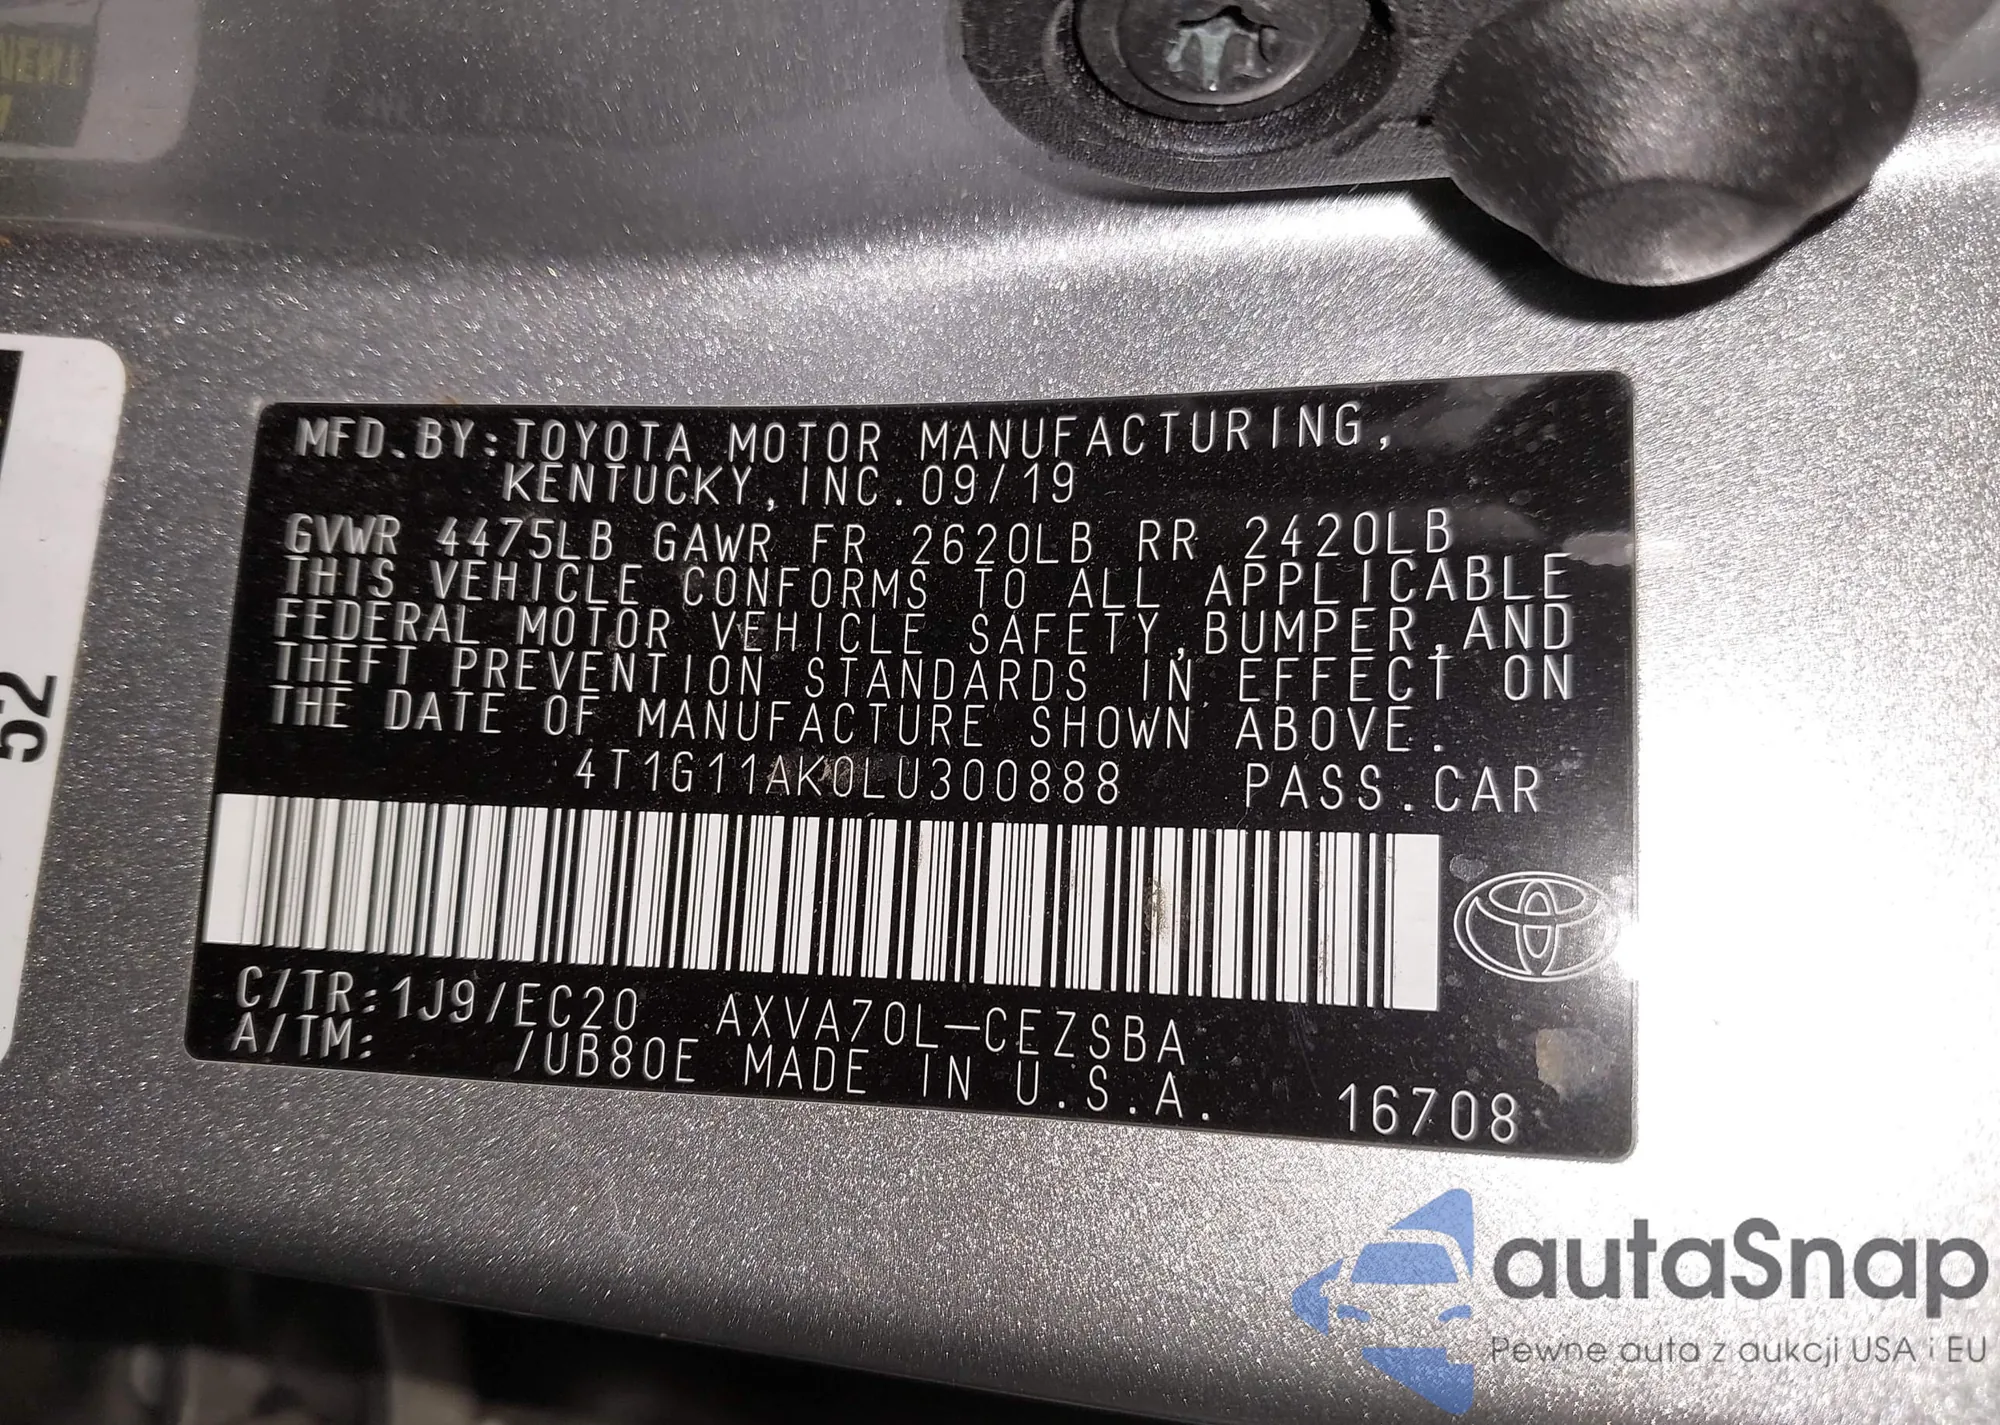 MFD.BY:TOYOTA MOTOR MANUFACTURING,
KENTUCKY,INC.09/19
GVWR 4475LB GAWR FR 2620LB RR 2420LB
THIS VEHICLE CONFORMS TO ALL APPLICABLE
FEDERAL MOTOR VEHICLE SAFETY,BUMPER,AND
THEFT PREVENTION STANDARDS IN EFFECT ON
THE DATE OF MANUFACTURE SHOWN ABOVE.
4T1G11AK0LU300888 PASS.CAR
C/TR:1J9/EC20 AXVA70L-CEZSBA
A/TM: /UB80E MADE IN U.S.A.
16708
52
autaSnap
Pewne auta z aukcji USA i EU